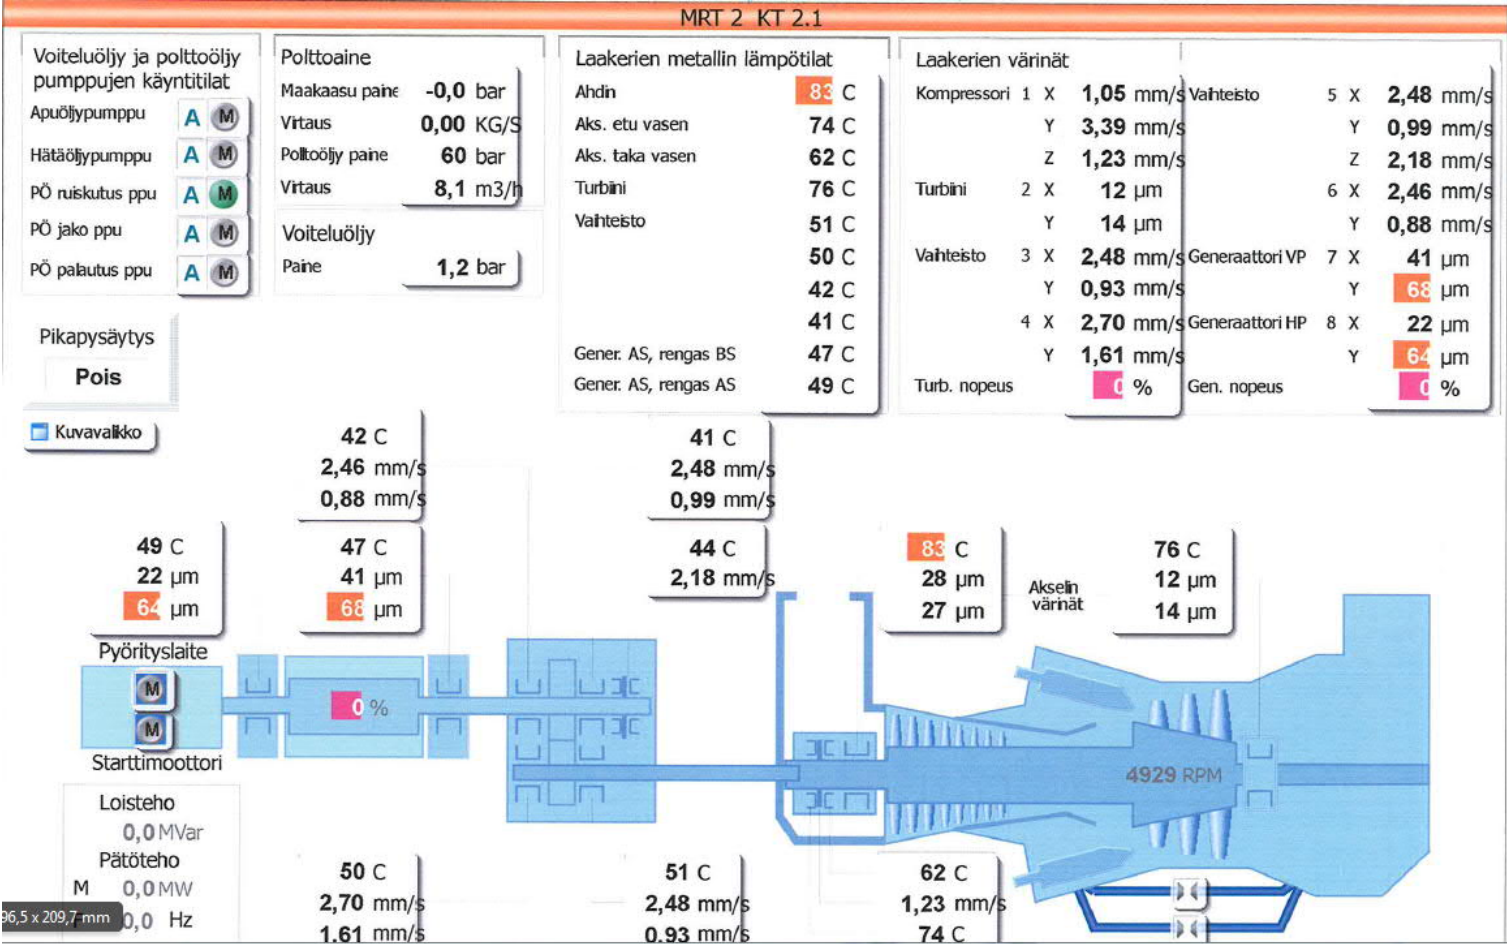 MRT 2 KT 2.1
Voiteluöljy ja polttoöljy
pumppujen käyntitilat
Apuöljypumppu A M
Hätäöljypumppu A M
PÖ ruiskutus ppu A M
PÖ jako ppu A M
PÖ palautus ppu A M
Pikapysäytys
Pois
Kuvavalikko
Polttoaine
Maakaasu paine -0,0 bar
Virtaus 0,00 KG/S
Polttoöljy paine 60 bar
Virtaus 8,1 m3/h
Voiteluöljy
Paine 1,2 bar
Laakerien metallin lämpötilat
Ahdin 83 C
Aks. etu vasen 74 C
Aks. taka vasen 62 C
Turbiini 76 C
Vaihteisto 51 C
50 C
42 C
41 C
Gener. AS, rengas BS 47 C
Gener. AS, rengas AS 49 C
Laakerien värinät
Kompressori 1 X 1,05 mm/s
Y 3,39 mm/s
Z 1,23 mm/s
Turbiini 2 X 12 µm
Y 14 µm
Vaihteisto 3 X 2,48 mm/s
Y 0,93 mm/s
4 X 2,70 mm/s
Y 1,61 mm/s
Turb. nopeus 0 %
Vaihteisto 5 X 2,48 mm/s
Y 0,99 mm/s
Z 2,18 mm/s
6 X 2,46 mm/s
Y 0,88 mm/s
Generaattori VP 7 X 41 µm
Y 68 µm
Generaattori HP 8 X 22 µm
Y 64 µm
Gen. nopeus 0 %
42 C
2,46 mm/s
0,88 mm/s
41 C
2,48 mm/s
0,99 mm/s
49 C
22 µm
64 µm
47 C
41 µm
68 µm
44 C
2,18 mm/s
83 C
28 µm
27 µm
Akselin
värinät
76 C
12 µm
14 µm
Pyörityslaite
M
M
Starttimoottori
0 %
4929 RPM
Loisteho
0,0 MVar
Pätöteho
M 0,0 MW
0,0 Hz
96,5 x 209,7 mm
50 C
2,70 mm/s
1,61 mm/s
51 C
2,48 mm/s
0,93 mm/s
62 C
1,23 mm/s
74 C